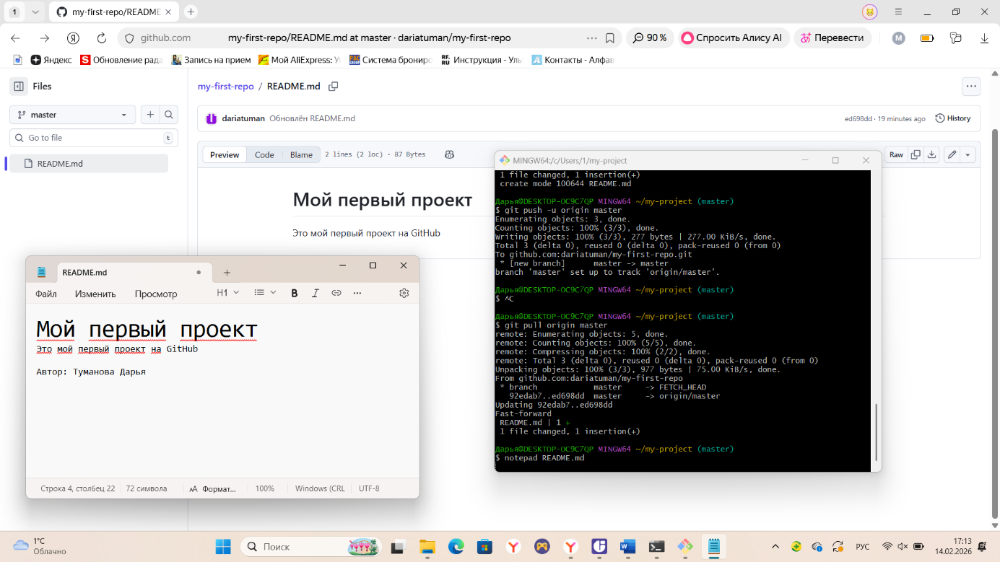 1
my-first-repo/README
github.com
my-first-repo/README.md at master · dariatuman/my-first-repo
90 %
Спросить Алису AI
Перевести
M
Яндекс
Обновление рада
Запись на прием
Мой AliExpress: У
Система брониро
Инструкция - Уль
Контакты - Алфав
Files
my-first-repo / README.md
master
dariatuman Обновлён README.md
ed698dd · 19 minutes ago
History
Go to file
t
README.md
Preview
Code
Blame
2 lines (2 loc) · 87 Bytes
Raw
Мой первый проект
Это мой первый проект на GitHub
README.md
Файл
Изменить
Просмотр
H1
B
I
Мой первый проект
Это мой первый проект на GitHub
Автор: Туманова Дарья
Строка 4, столбец 22
72 символа
Формат...
100%
Windows (CRL
UTF-8
MINGW64:/c/Users/1/my-project
1 file changed, 1 insertion(+)
create mode 100644 README.md
Дарья@DESKTOP-OC9C7QP MINGW64 ~/my-project (master)
$ git push -u origin master
Enumerating objects: 3, done.
Counting objects: 100% (3/3), done.
Writing objects: 100% (3/3), 277 bytes | 277.00 KiB/s, done.
Total 3 (delta 0), reused 0 (delta 0), pack-reused 0 (from 0)
To github.com:dariatuman/my-first-repo.git
* [new branch] master -> master
branch 'master' set up to track 'origin/master'.
Дарья@DESKTOP-OC9C7QP MINGW64 ~/my-project (master)
$ ^C
Дарья@DESKTOP-OC9C7QP MINGW64 ~/my-project (master)
$ git pull origin master
remote: Enumerating objects: 5, done.
remote: Counting objects: 100% (5/5), done.
remote: Compressing objects: 100% (2/2), done.
remote: Total 3 (delta 0), reused 0 (delta 0), pack-reused 0 (from 0)
Unpacking objects: 100% (3/3), 977 bytes | 75.00 KiB/s, done.
From github.com:dariatuman/my-first-repo
* branch master -> FETCH_HEAD
92edab7..ed698dd master -> origin/master
Updating 92edab7..ed698dd
Fast-forward
README.md | 1 +
1 file changed, 1 insertion(+)
Дарья@DESKTOP-OC9C7QP MINGW64 ~/my-project (master)
$ notepad README.md
1°C
Облачно
Поиск
РУС
17:13
14.02.2026